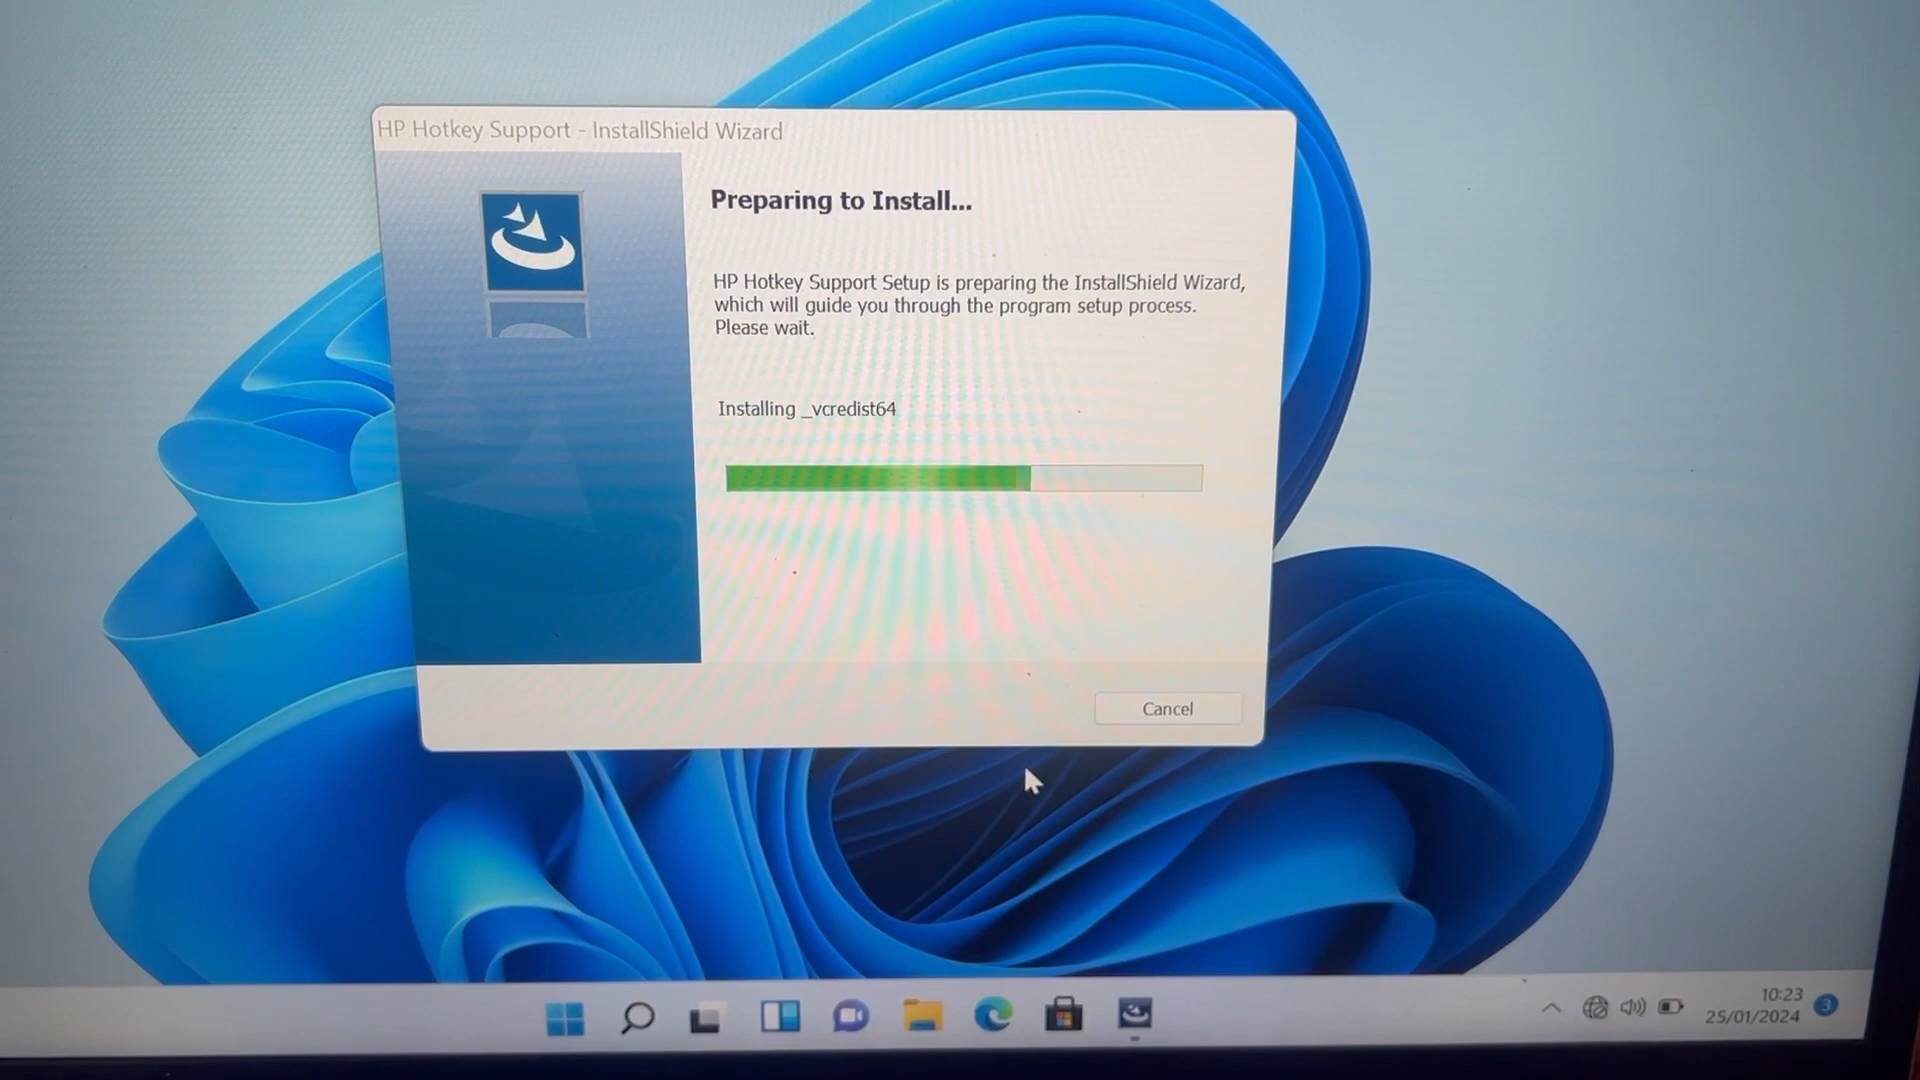 HP Hotkey Support - InstallShield Wizard
Preparing to Install...
HP Hotkey Support Setup is preparing the InstallShield Wizard,
which will guide you through the program setup process.
Please wait.
Installing _vcredist64
Cancel
10:23
25/01/2024
3